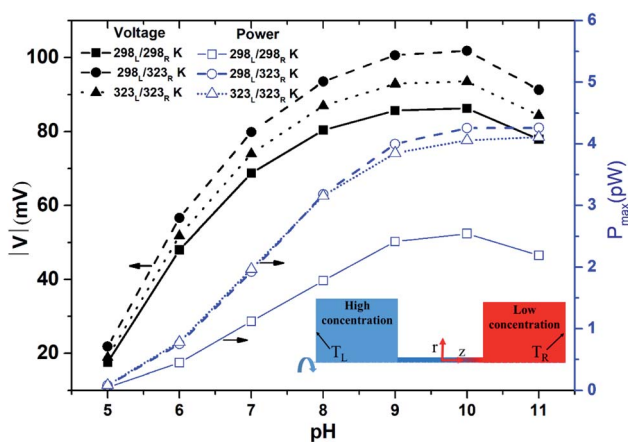 Voltage Power
298L/298R K 298L/298R K
298L/323R K 298L/323R K
323L/323R K 323L/323R K
100
80
60
40
20
|V|(mV)
6
5
4
3
2
1
0
Pmax(pW)
High concentration
Low concentration
TL
r
z
TR
5 6 7 8 9 10 11
pH